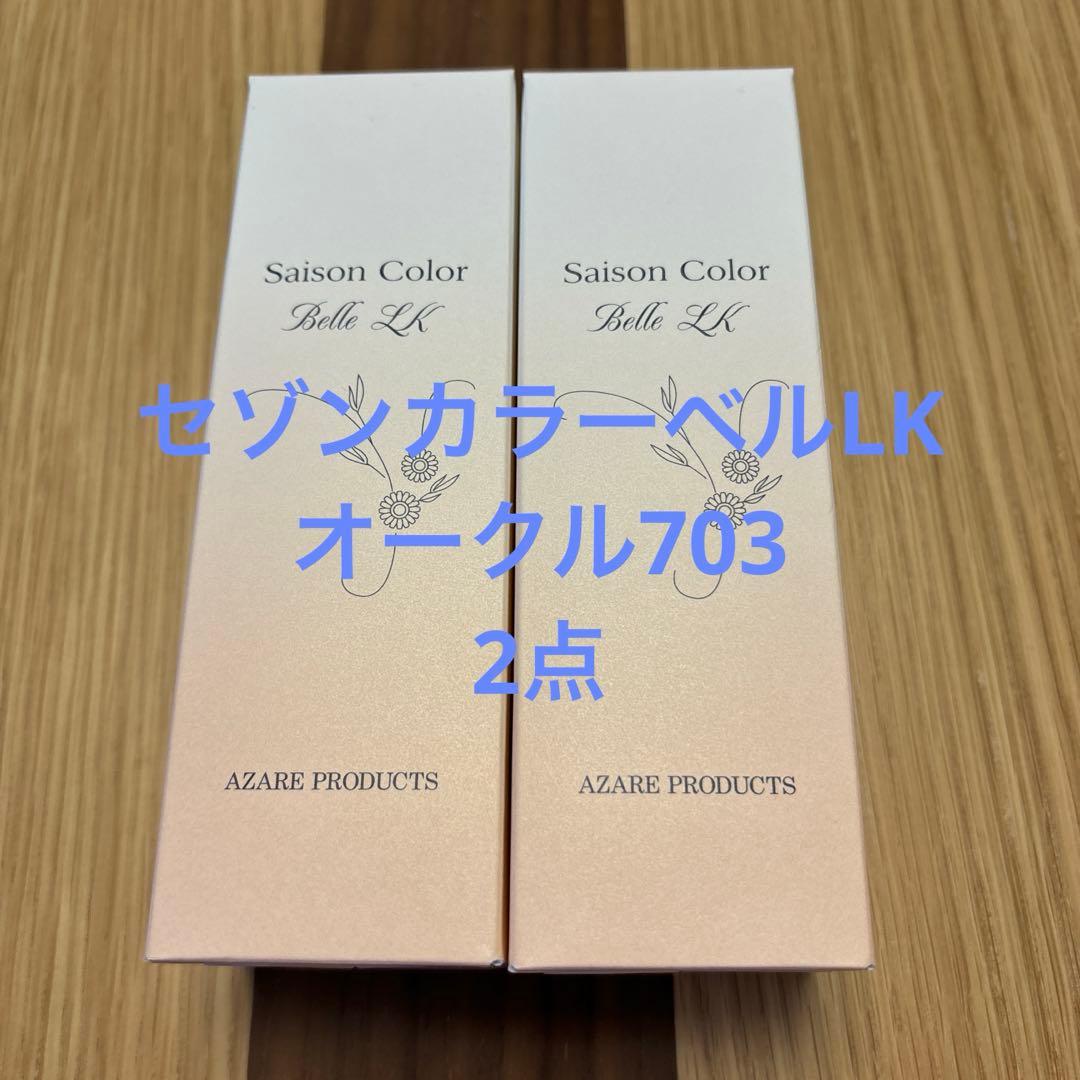 Saison Color
Belle LK
AZARE PRODUCTS
Saison Color
Belle LK
AZARE PRODUCTS
セゾンカラーベルLK
オークル703
2点